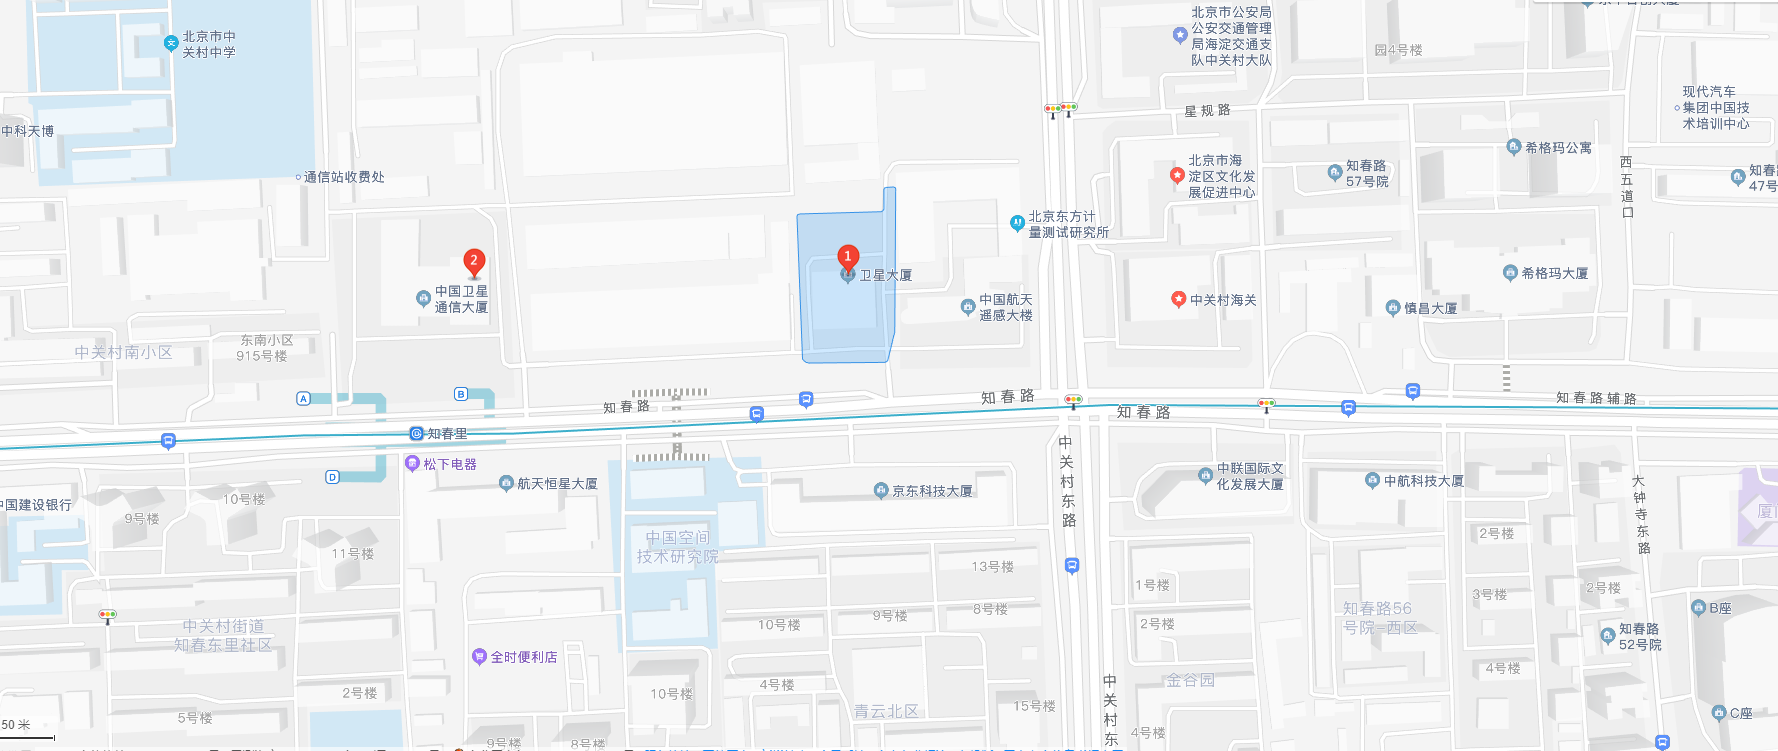 北京市中
关村中学
中科天博
通信站收费处
北京市公安局
公安交通管理
局海淀交通支
队中关村大队
园4号楼
星规路
现代汽车
集团中国技
术培训中心
希格玛公寓
北京市海
淀区文化发
展促进中心
知春路
57号院
西五道口
知春
47号
北京东方计
量测试研究所
2
1
中国卫星
通信大厦
卫星大厦
中国航天
遥感大楼
中关村海关
希格玛大厦
慎昌大厦
中关村南小区
东南小区
915号楼
A
B
知春路
知春路
知春路
知春路辅路
知春里
D
松下电器
航天恒星大厦
京东科技大厦
中关村东路
中联国际文
化发展大厦
中航科技大厦
大钟寺东路
国建设银行
9号楼
10号楼
11号楼
中国空间
技术研究院
13号楼
2号楼
厦
1号楼
9号楼
8号楼
10号楼
2号楼
3号楼
2号楼
知春路56
号院-西区
B座
知春路
52号院
中关村街道
知春东里社区
全时便利店
4号楼
金谷园
4号楼
2号楼
10号楼
15号楼
中关村东
青云北区
5号楼
9号楼
8号楼
4号楼
C座
50 米